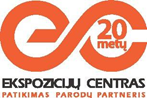 20
metų
EKSPOZICIJŲ CENTRAS
PATIKIMAS PARODŲ PARTNERIS